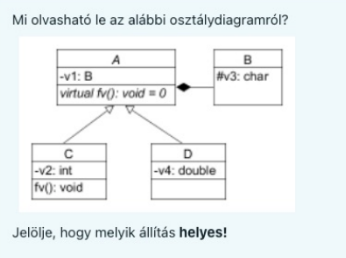 Mi olvasható le az alábbi osztálydiagramról?
A
-v1: B
virtual fv(): void = 0
B
#v3: char
C
-v2: int
fv(): void
D
-v4: double
Jelölje, hogy melyik állítás helyes!